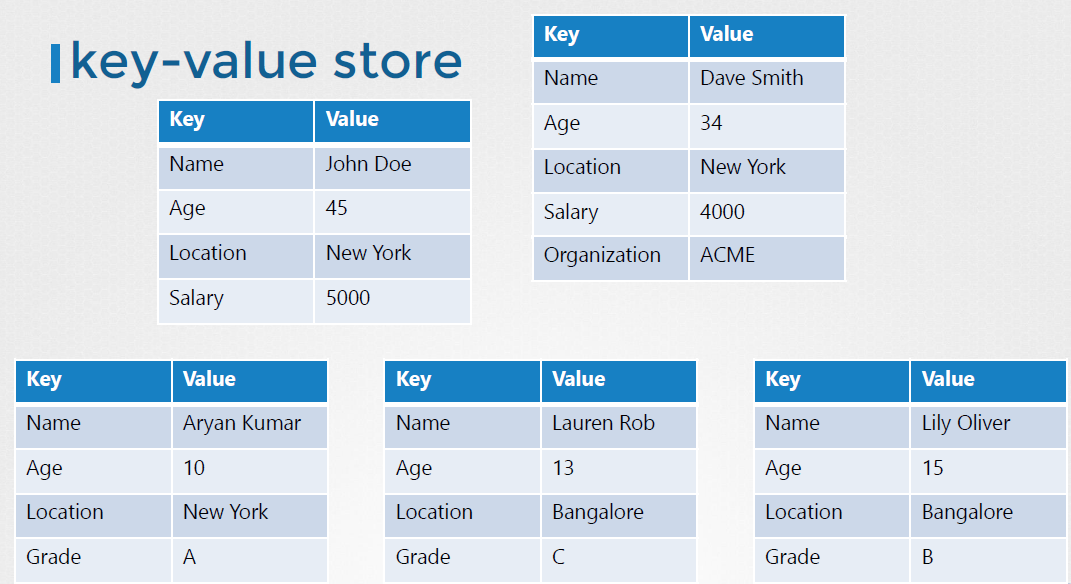 key-value store
Key Value
Name John Doe
Age 45
Location New York
Salary 5000
Key Value
Name Dave Smith
Age 34
Location New York
Salary 4000
Organization ACME
Key Value
Name Aryan Kumar
Age 10
Location New York
Grade A
Key Value
Name Lauren Rob
Age 13
Location Bangalore
Grade C
Key Value
Name Lily Oliver
Age 15
Location Bangalore
Grade B